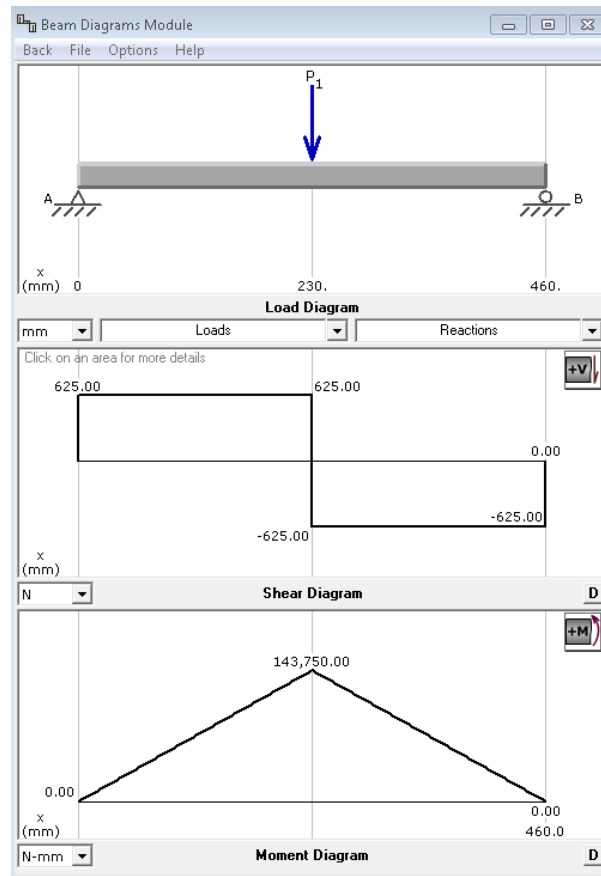 Beam Diagrams Module
Back File Options Help
P1
A
B
x
(mm) 0 230. 460.
Load Diagram
mm Loads Reactions
Click on an area for more details
+V
625.00 625.00
0.00
-625.00
-625.00
x
(mm)
N Shear Diagram D
+M
143,750.00
0.00
0.00
x
(mm) 460.0
N-mm Moment Diagram D